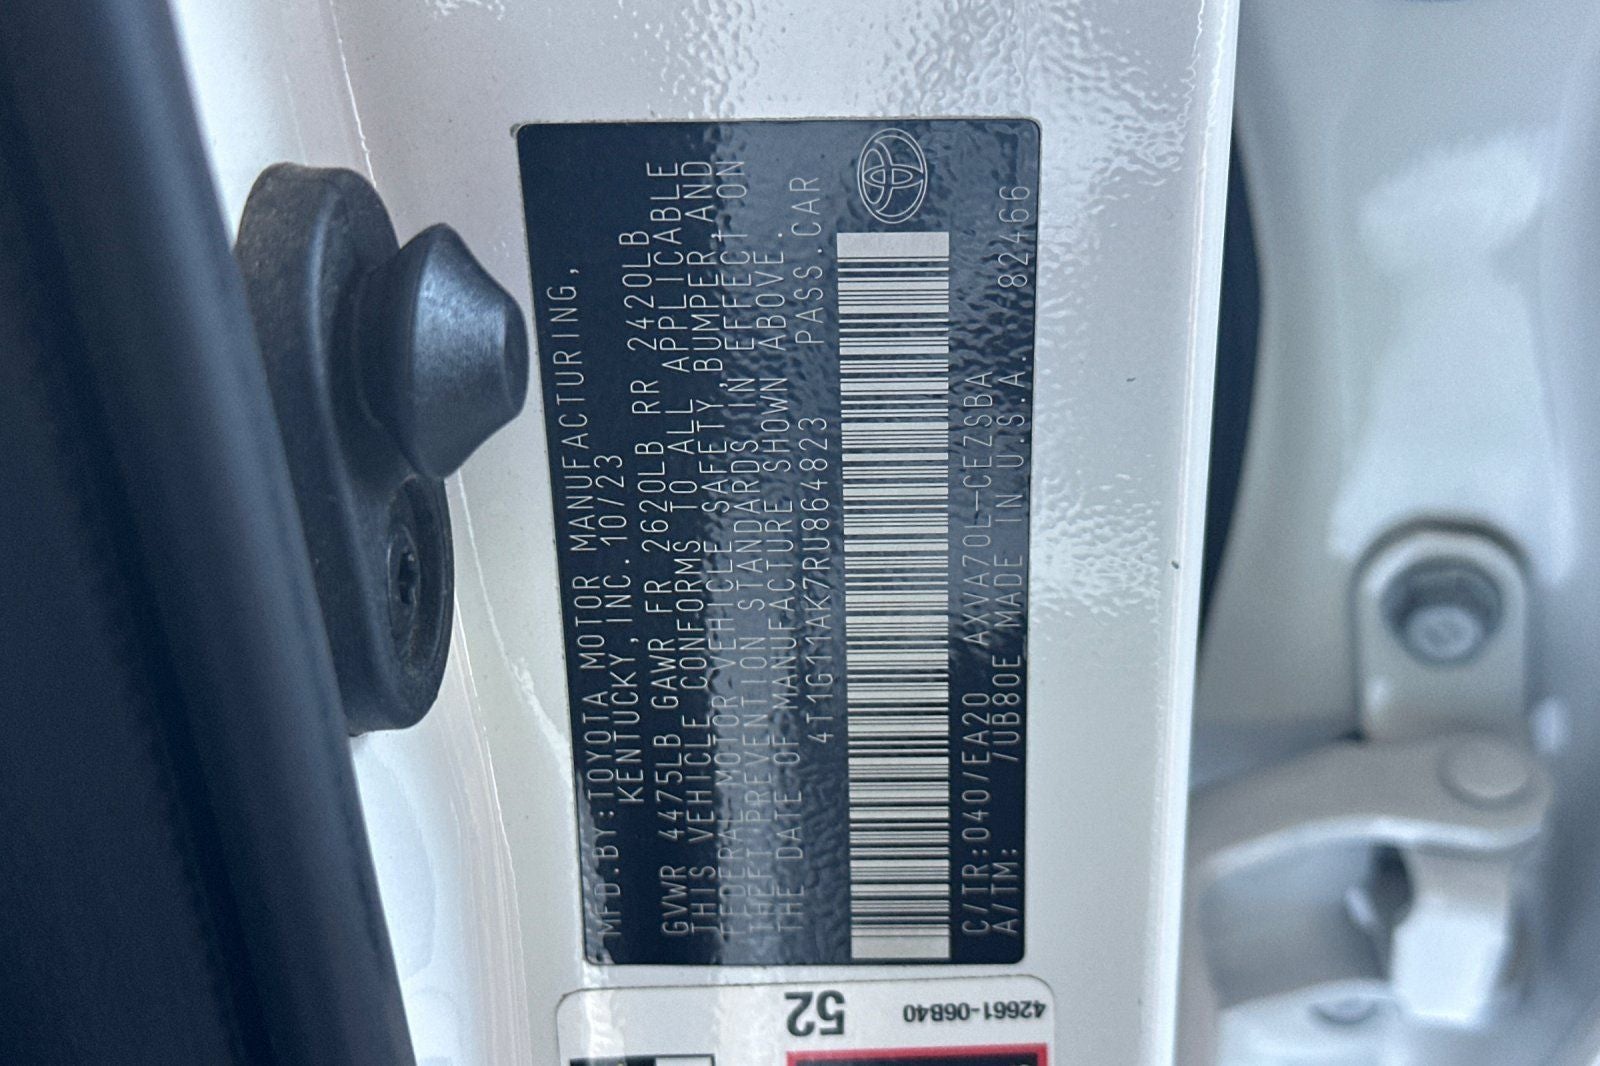 MFD.BY:TOYOTA MOTOR MANUFACTURING,
KENTUCKY,INC. 10/23
GVWR 4475LB GAWR FR 2620LB RR 2420LB
THIS VEHICLE CONFORMS TO ALL APPLICABLE
FEDERAL MOTOR VEHICLE SAFETY,BUMPER,AND
THEFT PREVENTION STANDARDS IN EFFECT ON
THE DATE OF MANUFACTURE SHOWN ABOVE.
4T1G11AK7RU864823 PASS.CAR
C/TR:040/EA20 AXVA70L-CEZSBA
A/TM: /UB80E MADE IN U.S.A. 882466
52
42661-06B40